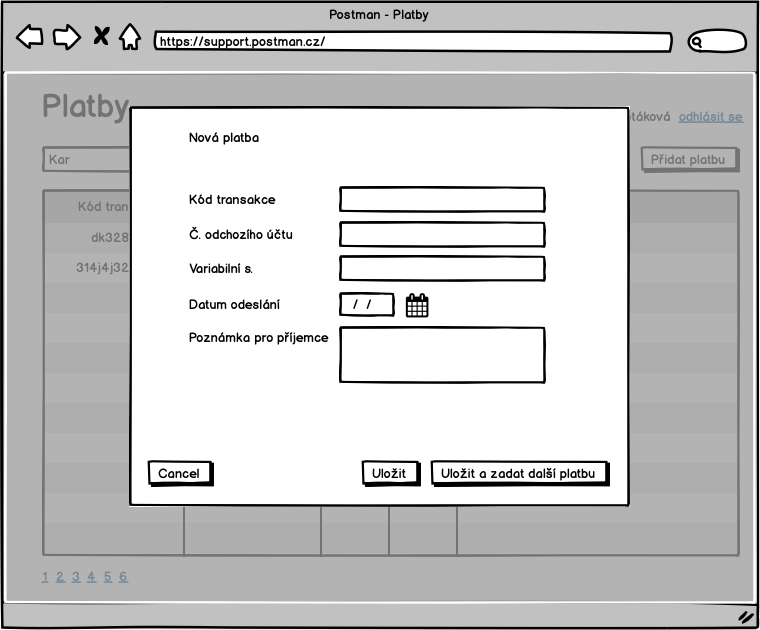 Postman - Platby
https://support.postman.cz/
Platby
táková odhlásit se
Kar
Přidat platbu
Kód tran
dk328
314j4j32
Nová platba
Kód transakce
Č. odchozího účtu
Variabilní s.
Datum odeslání / /
Poznámka pro příjemce
Cancel Uložit Uložit a zadat další platbu
1 2 3 4 5 6